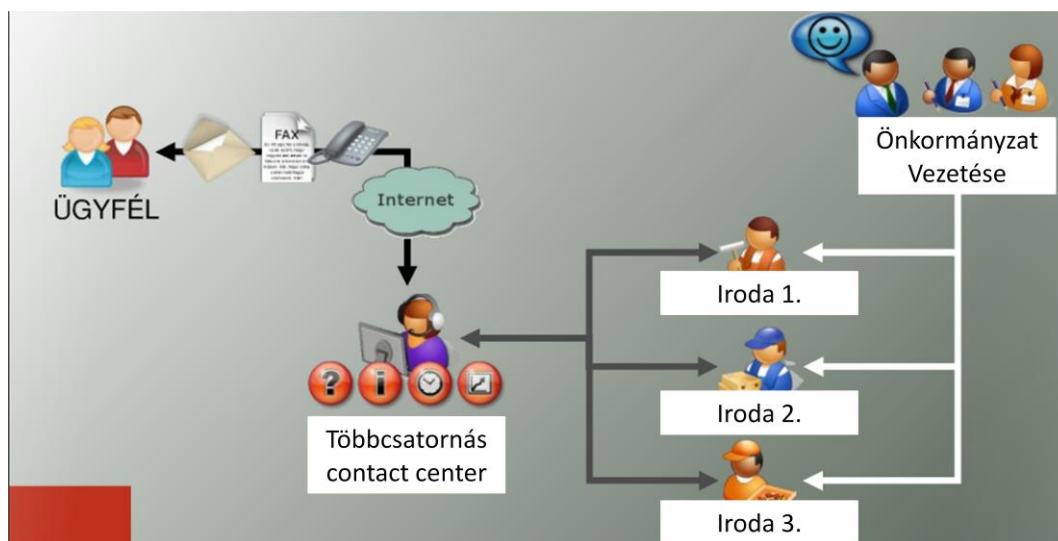 Önkormányzat
Vezetése
FAX
ÜGYFÉL
Internet
Iroda 1.
Iroda 2.
?
i
Többcsatornás
contact center
Iroda 3.